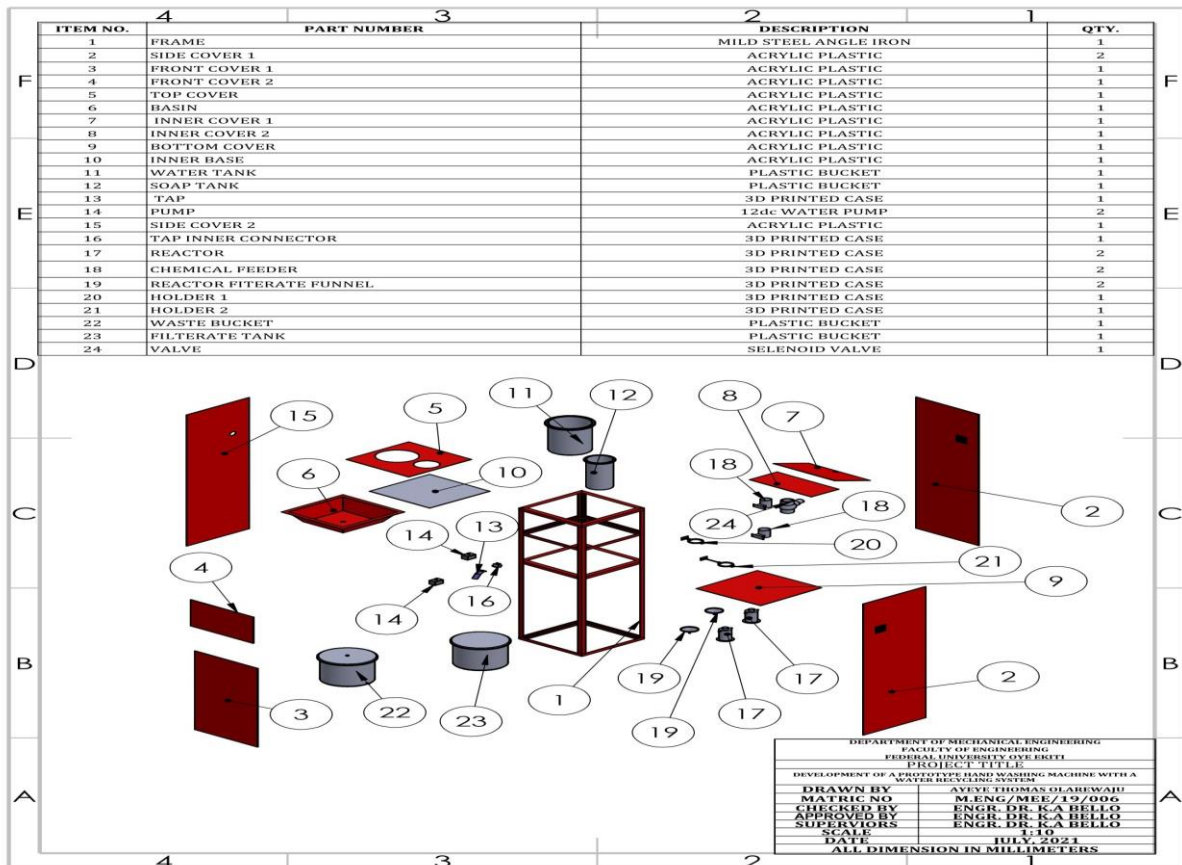 4 3 2 1
ITEM NO. PART NUMBER DESCRIPTION QTY.
1 FRAME MILD STEEL ANGLE IRON 1
2 SIDE COVER 1 ACRYLIC PLASTIC 2
3 FRONT COVER 1 ACRYLIC PLASTIC 1
4 FRONT COVER 2 ACRYLIC PLASTIC 1
5 TOP COVER ACRYLIC PLASTIC 1
6 BASIN ACRYLIC PLASTIC 1
7 INNER COVER 1 ACRYLIC PLASTIC 1
8 INNER COVER 2 ACRYLIC PLASTIC 1
9 BOTTOM COVER ACRYLIC PLASTIC 1
10 INNER BASE ACRYLIC PLASTIC 1
11 WATER TANK PLASTIC BUCKET 1
12 SOAP TANK PLASTIC BUCKET 1
13 TAP 3D PRINTED CASE 1
14 PUMP 12dc WATER PUMP 2
15 SIDE COVER 2 ACRYLIC PLASTIC 1
16 TAP INNER CONNECTOR 3D PRINTED CASE 1
17 REACTOR 3D PRINTED CASE 2
18 CHEMICAL FEEDER 3D PRINTED CASE 2
19 REACTOR FITERATE FUNNEL 3D PRINTED CASE 2
20 HOLDER 1 3D PRINTED CASE 1
21 HOLDER 2 3D PRINTED CASE 1
22 WASTE BUCKET PLASTIC BUCKET 1
23 FILTERATE TANK PLASTIC BUCKET 1
24 VALVE SELENOID VALVE 1
F F
E E
D D
11 12 8 7
15 5
18
6 10
C C
24 18 2
14 13 20
4 21
14 16 9
B B
19 17
3 22 23 1 19 17 2
A A
DEPARTMENT OF MECHANICAL ENGINEERING
FACULTY OF ENGINEERING
FEDERAL UNIVERSITY OYE EKITI
PROJECT TITLE
DEVELOPMENT OF A PROTOTYPE HAND WASHING MACHINE WITH A
WATER RECYCLING SYSTEM
DRAWN BY AYEYE THOMAS OLAREWAJU
MATRIC NO M.ENG/MEE/19/006
CHECKED BY ENGR. DR. K.A BELLO
APPROVED BY ENGR. DR. K.A BELLO
SUPERVIORS ENGR. DR. K.A BELLO
SCALE 1:10
DATE JULY, 2021
ALL DIMENSION IN MILLIMETERS
4 3 2 1